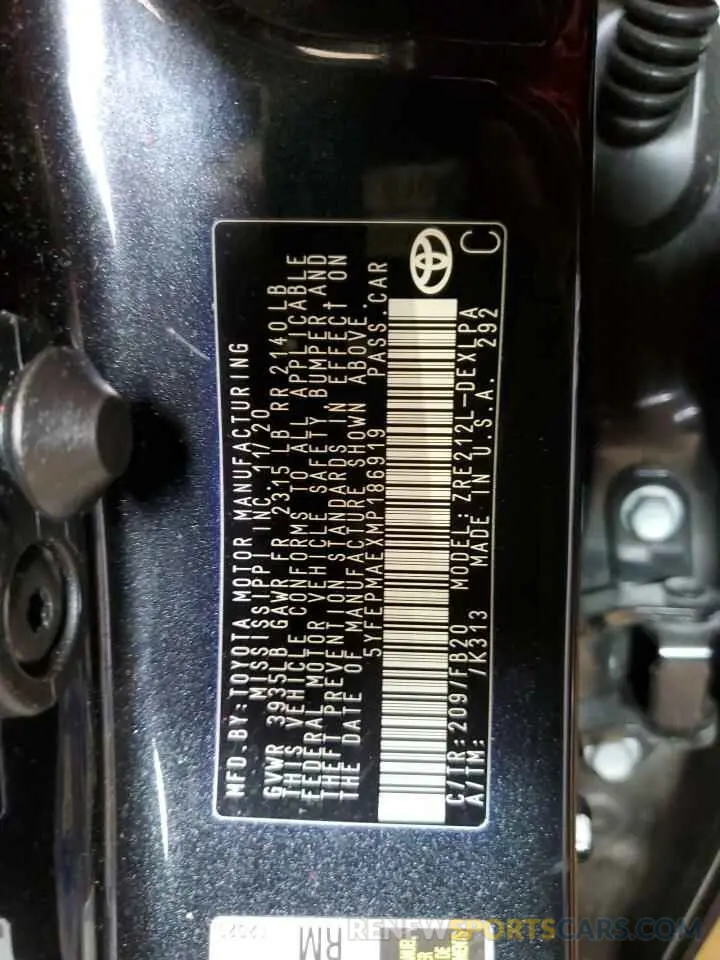 MFD.BY:TOYOTA MOTOR MANUFACTURING
MISSISSIPPI INC. 11/20
GVWR 3935LB GAWR FR 2315 LB RR 2140 LB
THIS VEHICLE CONFORMS TO ALL APPLICABLE
FEDERAL MOTOR VEHICLE SAFETY, BUMPER, AND
THEFT PREVENTION STANDARDS IN EFFECT ON
THE DATE OF MANUFACTURE SHOWN ABOVE.
5YFEPMAEXMP186919 PASS.CAR
C/TR:209/FB20 MODEL:ZRE212L-DEXLPA
A/TM: /K313 MADE IN U.S.A. 292
C
RM
RENEWSPORTSCARS.COM